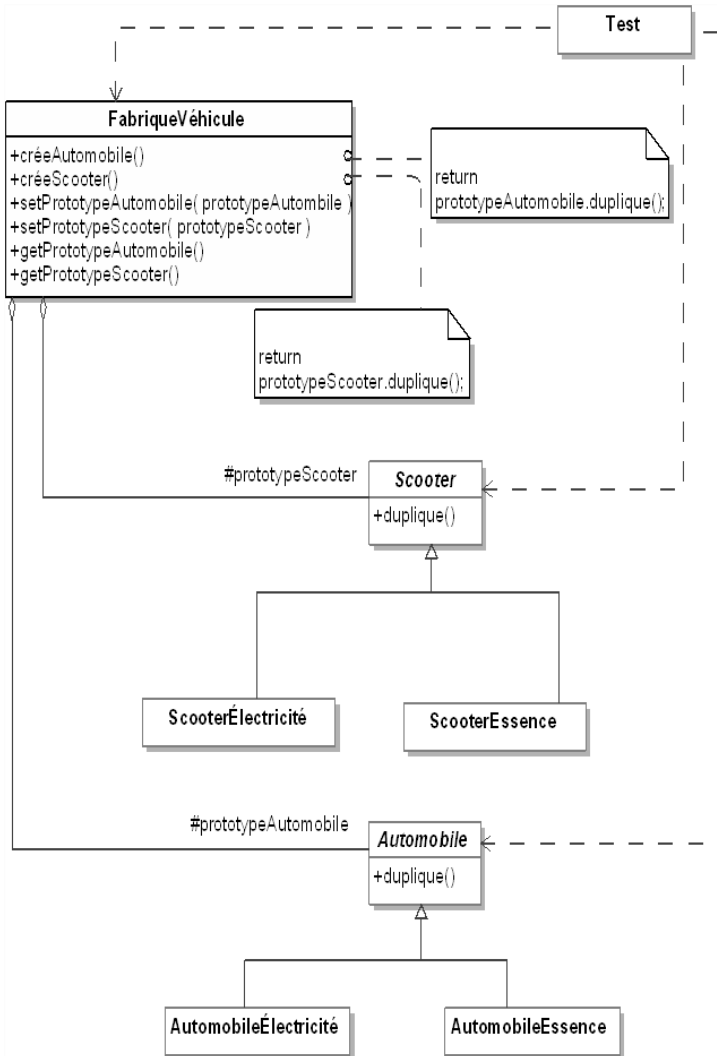 Test
FabriqueVéhicule
+créeAutomobile()
+créeScooter()
+setPrototypeAutomobile( prototypeAutombile )
+setPrototypeScooter( prototypeScooter )
+getPrototypeAutomobile()
+getPrototypeScooter()
return
prototypeAutomobile.duplique();
return
prototypeScooter.duplique();
#prototypeScooter
Scooter
+duplique()
ScooterÉlectricité
ScooterEssence
#prototypeAutomobile
Automobile
+duplique()
AutomobileÉlectricité
AutomobileEssence